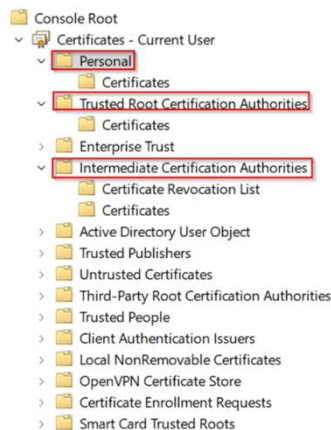 Console Root
Certificates - Current User
Personal
Certificates
Trusted Root Certification Authorities
Certificates
Enterprise Trust
Intermediate Certification Authorities
Certificate Revocation List
Certificates
Active Directory User Object
Trusted Publishers
Untrusted Certificates
Third-Party Root Certification Authorities
Trusted People
Client Authentication Issuers
Local NonRemovable Certificates
OpenVPN Certificate Store
Certificate Enrollment Requests
Smart Card Trusted Roots